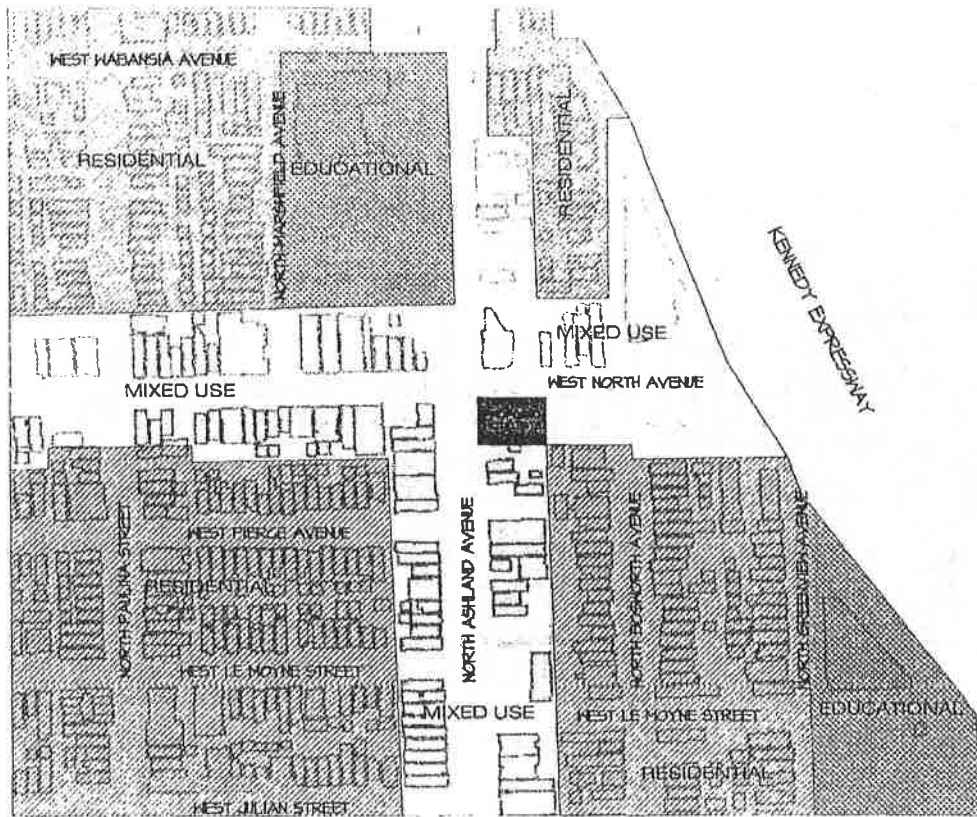 WEST WABANSIA AVENUE
RESIDENTIAL
NORTH MARSHFIELD AVENUE
EDUCATIONAL
RESIDENTIAL
KENNEDY EXPRESSWAY
MIXED USE
WEST NORTH AVENUE
MIXED USE
WEST PIERCE AVENUE
NORTH PAULINA STREET
RESIDENTIAL
NORTH ASHLAND AVENUE
NORTH BOSWORTH AVENUE
NORTH GREENVIEW AVENUE
WEST LE MOYNE STREET
MIXED USE
WEST LE MOYNE STREET
EDUCATIONAL
RESIDENTIAL
WEST JULIAN STREET